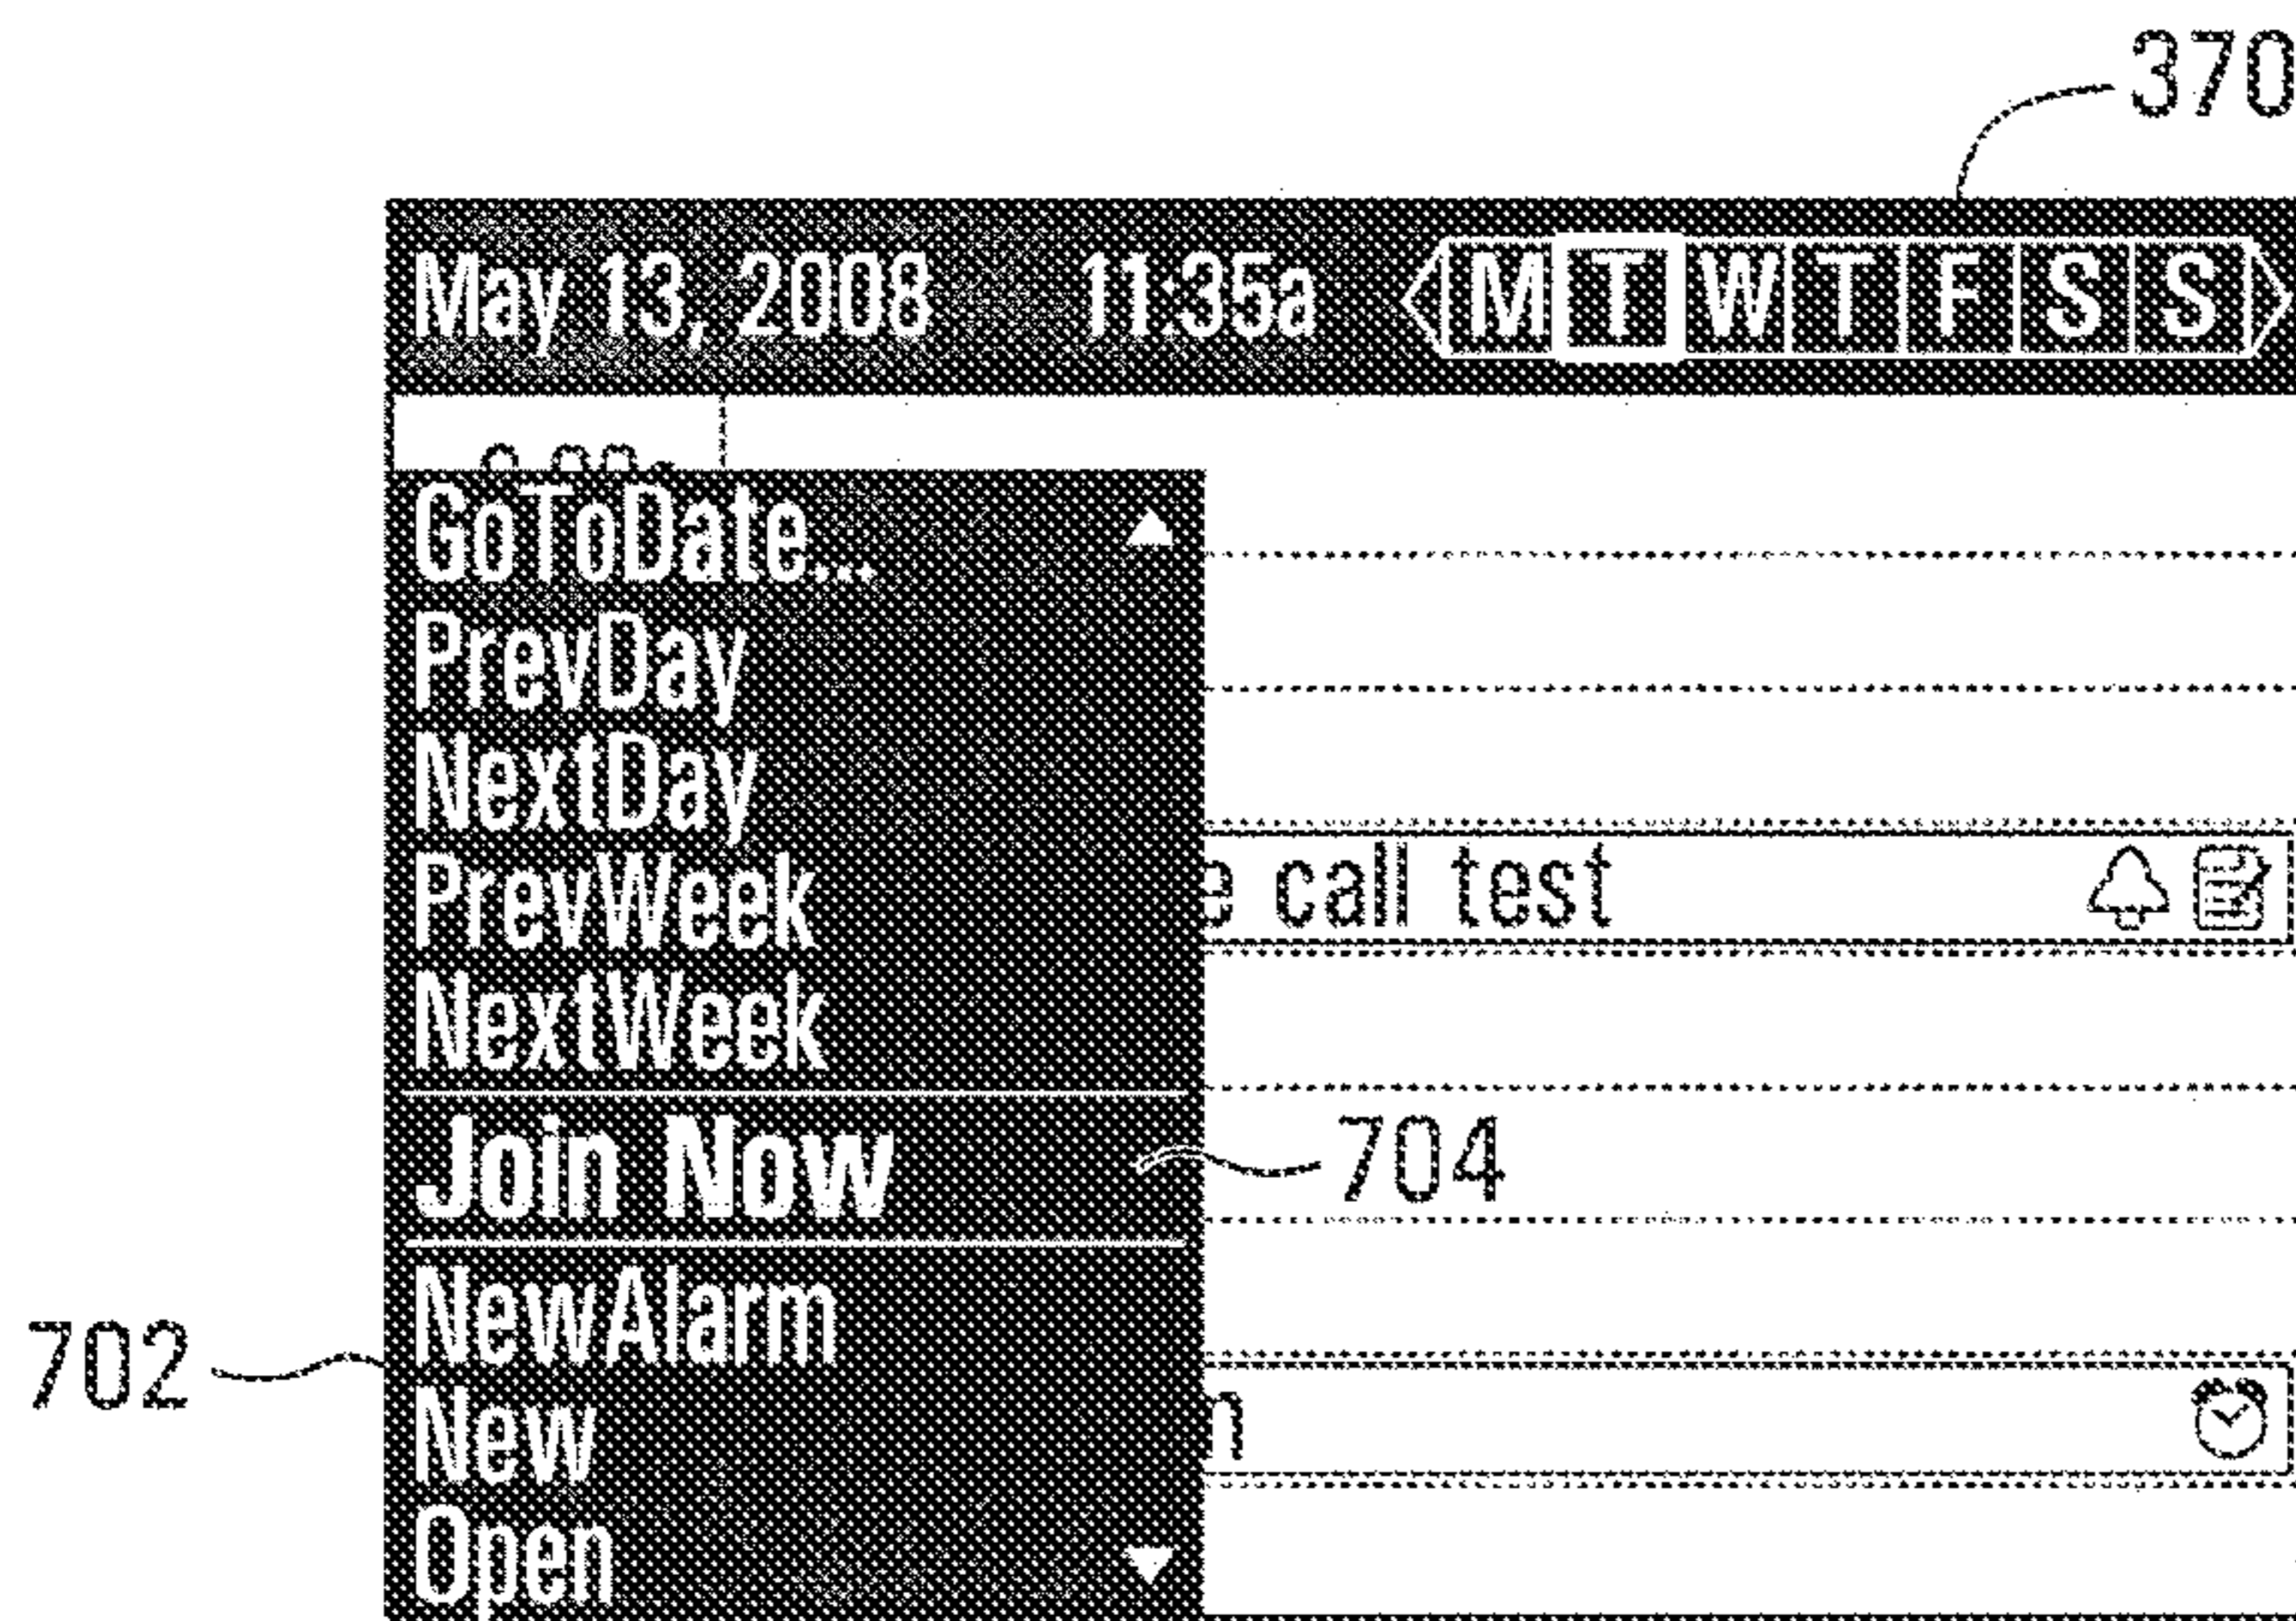 370
May 13, 2008 11:35a M T W T F S S
GoToDate...
PrevDay
NextDay
PrevWeek
call test
NextWeek
Join Now
704
NewAlarm
702
New
Open